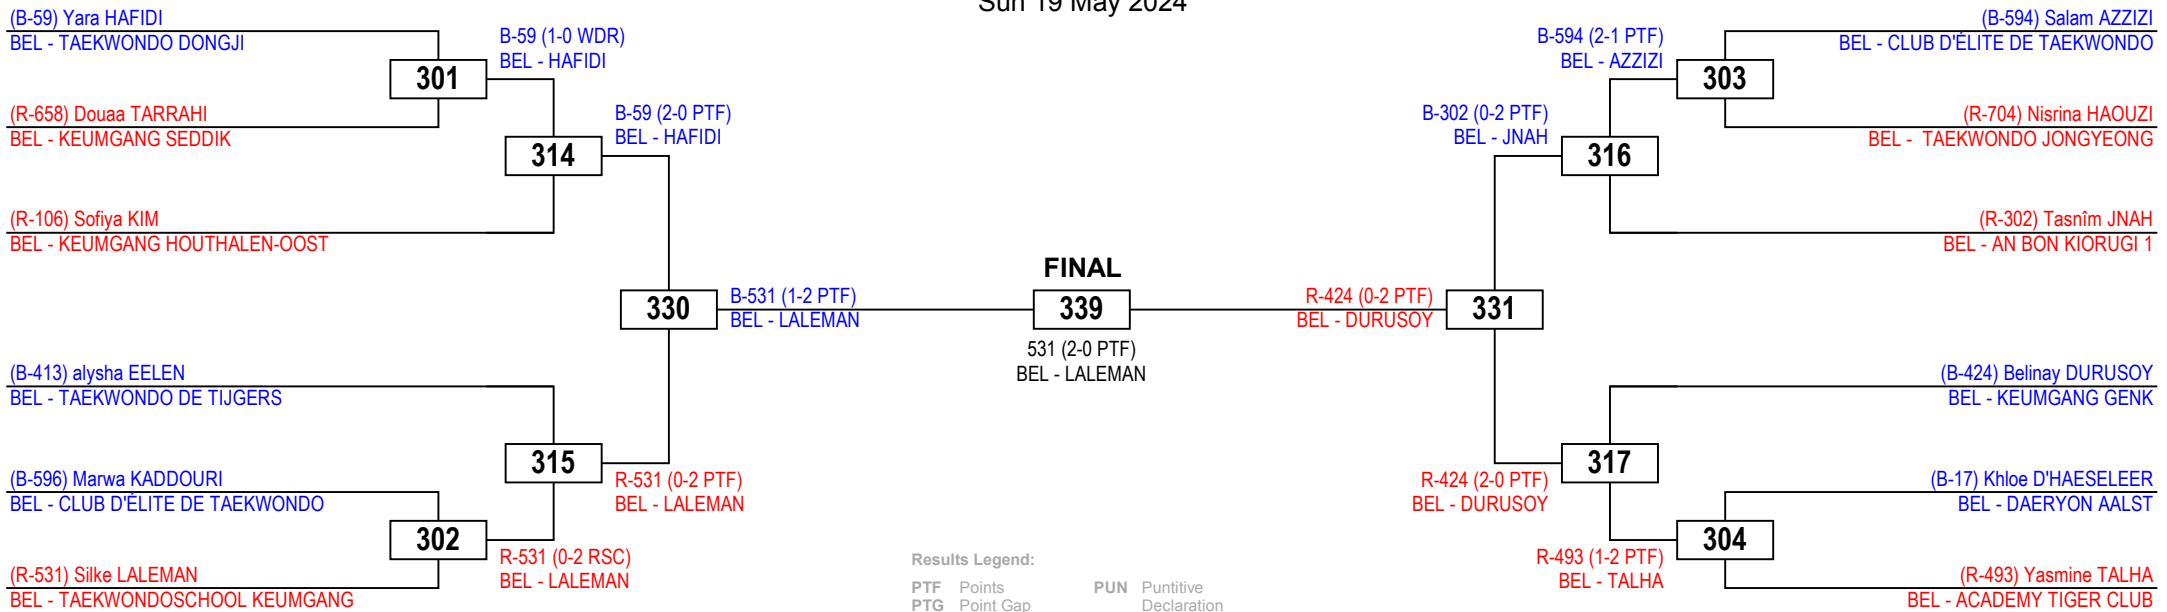 Sun 19 May 2024
(B-59) Yara HAFIDI
BEL - TAEKWONDO DONGJI
B-59 (1-0 WDR)
BEL - HAFIDI
301
(R-658) Douaa TARRAHI
BEL - KEUMGANG SEDDIK
B-59 (2-0 PTF)
BEL - HAFIDI
314
(R-106) Sofiya KIM
BEL - KEUMGANG HOUTHALEN-OOST
330
B-531 (1-2 PTF)
BEL - LALEMAN
(B-413) alysha EELEN
BEL - TAEKWONDO DE TIJGERS
315
R-531 (0-2 PTF)
BEL - LALEMAN
(B-596) Marwa KADDOURI
BEL - CLUB D'ÉLITE DE TAEKWONDO
302
R-531 (0-2 RSC)
BEL - LALEMAN
(R-531) Silke LALEMAN
BEL - TAEKWONDOSCHOOL KEUMGANG
FINAL
339
531 (2-0 PTF)
BEL - LALEMAN
(B-594) Salam AZZIZI
BEL - CLUB D'ÉLITE DE TAEKWONDO
B-594 (2-1 PTF)
BEL - AZZIZI
303
(R-704) Nisrina HAOUZI
BEL -  TAEKWONDO JONGYEONG
B-302 (0-2 PTF)
BEL - JNAH
316
(R-302) Tasnîm JNAH
BEL - AN BON KIORUGI 1
R-424 (0-2 PTF)
BEL - DURUSOY
331
(B-424) Belinay DURUSOY
BEL - KEUMGANG GENK
317
R-424 (2-0 PTF)
BEL - DURUSOY
(B-17) Khloe D'HAESELEER
BEL - DAERYON AALST
304
R-493 (1-2 PTF)
BEL - TALHA
(R-493) Yasmine TALHA
BEL - ACADEMY TIGER CLUB
Results Legend:
PTF Points
PTG Point Gap
PUN Puntitive
Declaration